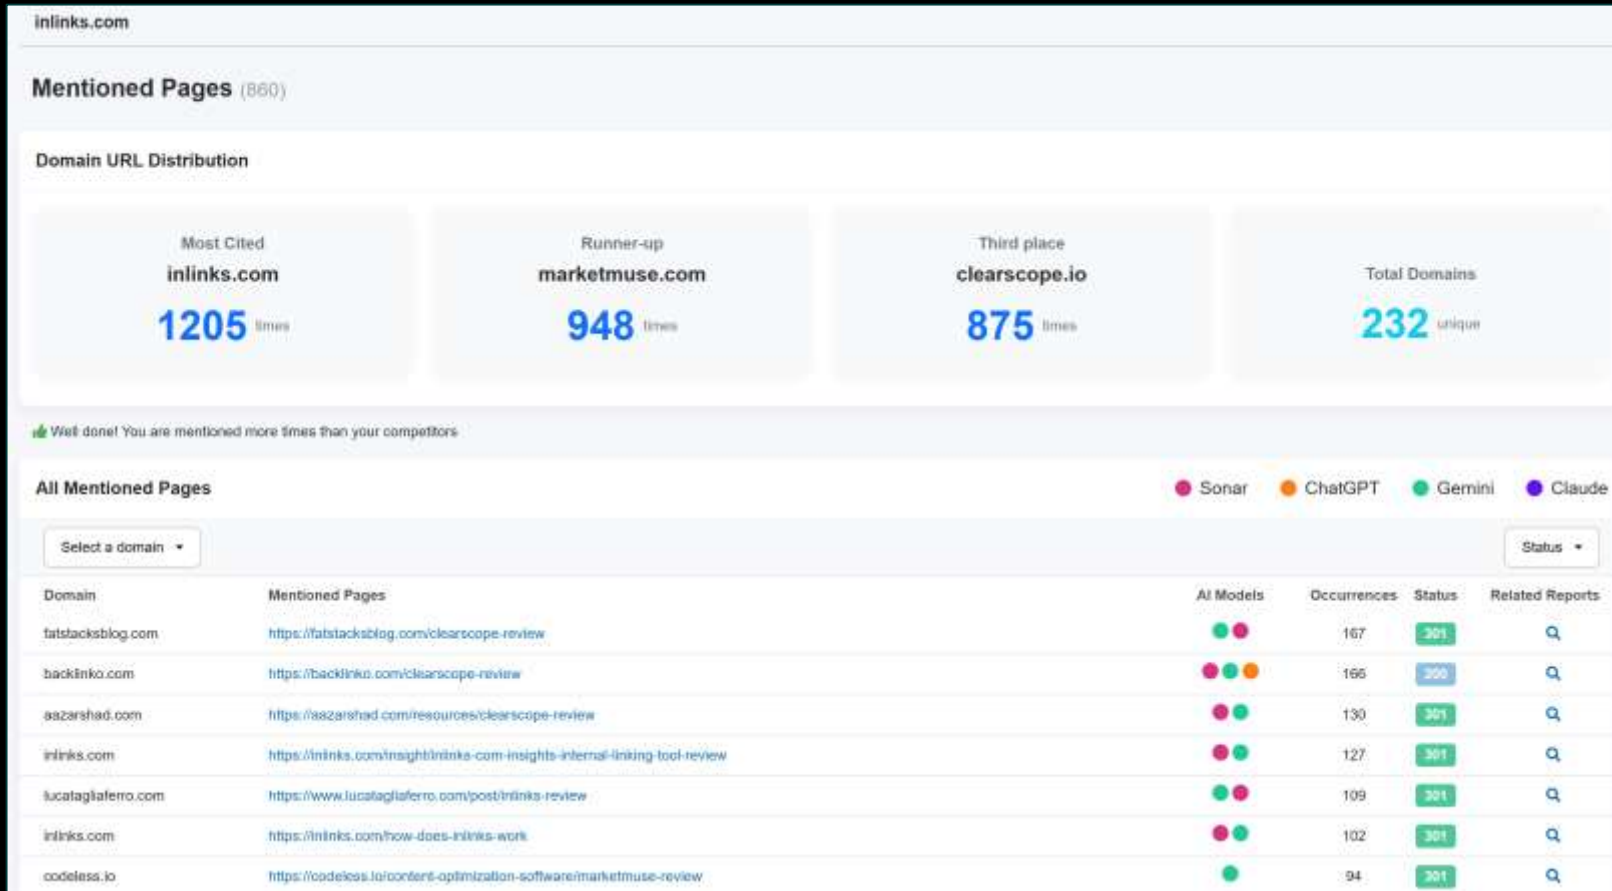 inlinks.com
Mentioned Pages (860)
Domain URL Distribution
Most Cited
inlinks.com
1205 times
Runner-up
marketmuse.com
948 times
Third place
clearscope.io
875 times
Total Domains
232 unique
Well done! You are mentioned more times than your competitors
All Mentioned Pages
Sonar ChatGPT Gemini Claude
Select a domain
Status
Domain Mentioned Pages AI Models Occurrences Status Related Reports
fatstacksblog.com https://fatstacksblog.com/clearscope-review 167 301
backlinko.com https://backlinko.com/clearscope-review 166 200
aazarshad.com https://aazarshad.com/resources/clearscope-review 130 301
inlinks.com https://inlinks.com/insight/inlinks-com-insights-internal-linking-tool-review 127 301
lucatagliaferro.com https://www.lucatagliaferro.com/post/inlinks-review 109 301
inlinks.com https://inlinks.com/how-does-inlinks-work 102 301
codeless.io https://codeless.io/content-optimization-software/marketmuse-review 94 301